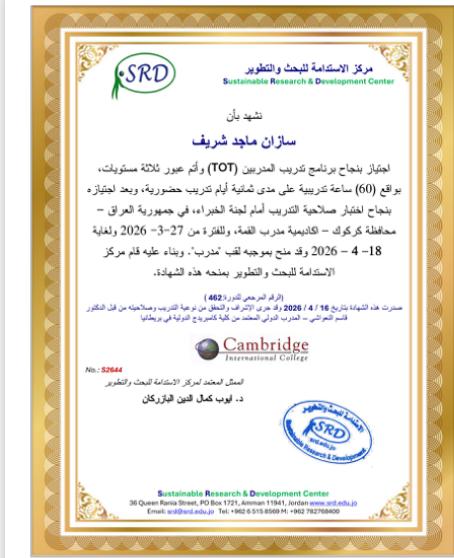 SRD
مركز الاستدامة للبحث والتطوير
Sustainable Research & Development Center
نشهد بأن
سازان ماجد شريف
اجتياز بنجاح برنامج تدريب المدربين (TOT) وأتم عبور ثلاثة مستويات،
بواقع (60) ساعة تدريبية على مدى ثمانية أيام تدريب حضورية، وبعد اجتيازه
بنجاح اختبار صلاحية التدريب أمام لجنة الخبراء، في جمهورية العراق –
محافظة كركوك – اكاديمية مدرب القمة، وللفترة من 27-3- 2026 ولغاية
18- 4 – 2026 وقد منح بموجبه لقب "مدرب". وبناء عليه قام مركز
الاستدامة للبحث والتطوير بمنحه هذه الشهادة.
(الرقم المرجعي للدورة: 462)
صدرت هذه الشهادة بتاريخ 16 / 4 / 2026 وقد جرى الإشراف والتحقق من نوعية التدريب وصلاحيته من قبل الدكتور
قاسم النعواشي – المدرب الدولي المعتمد من كلية كامبريدج الدولية في بريطانيا
Cambridge
International College
No.: S2644
الممثل المعتمد لمركز الاستدامة للبحث والتطوير
د. ايوب كمال الدين البازركان
SRD
srd.edu.jo
Sustainable Research & Development
Sustainable Research & Development Center
36 Queen Rania Street, PO Box 1721, Amman 11941, Jordan www.srd.edu.jo
Email: srd@srd.edu.jo Tel: +962 6 515 8569 M: +962 782768400